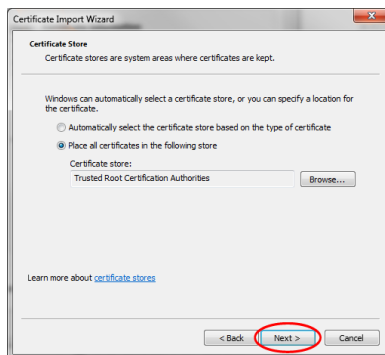 Certificate Import Wizard
Certificate Store
Certificate stores are system areas where certificates are kept.
Windows can automatically select a certificate store, or you can specify a location for
the certificate.
Automatically select the certificate store based on the type of certificate
Place all certificates in the following store
Certificate store:
Trusted Root Certification Authorities
Browse...
Learn more about certificate stores
< Back
Next >
Cancel